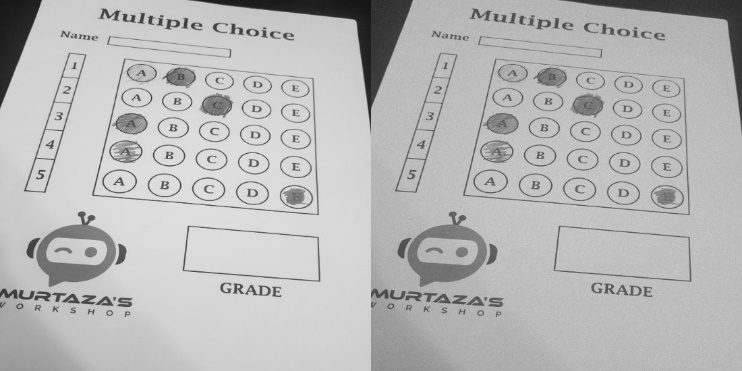 Multiple Choice
Name
1 A B C D E
2 A B C D E
3 A B C D E
4 A B C D E
5 A B C D E
GRADE
MURTAZA'S
WORKSHOP
Multiple Choice
Name
1 A B C D E
2 A B C D E
3 A B C D E
4 A B C D E
5 A B C D E
GRADE
MURTAZA'S
WORKSHOP